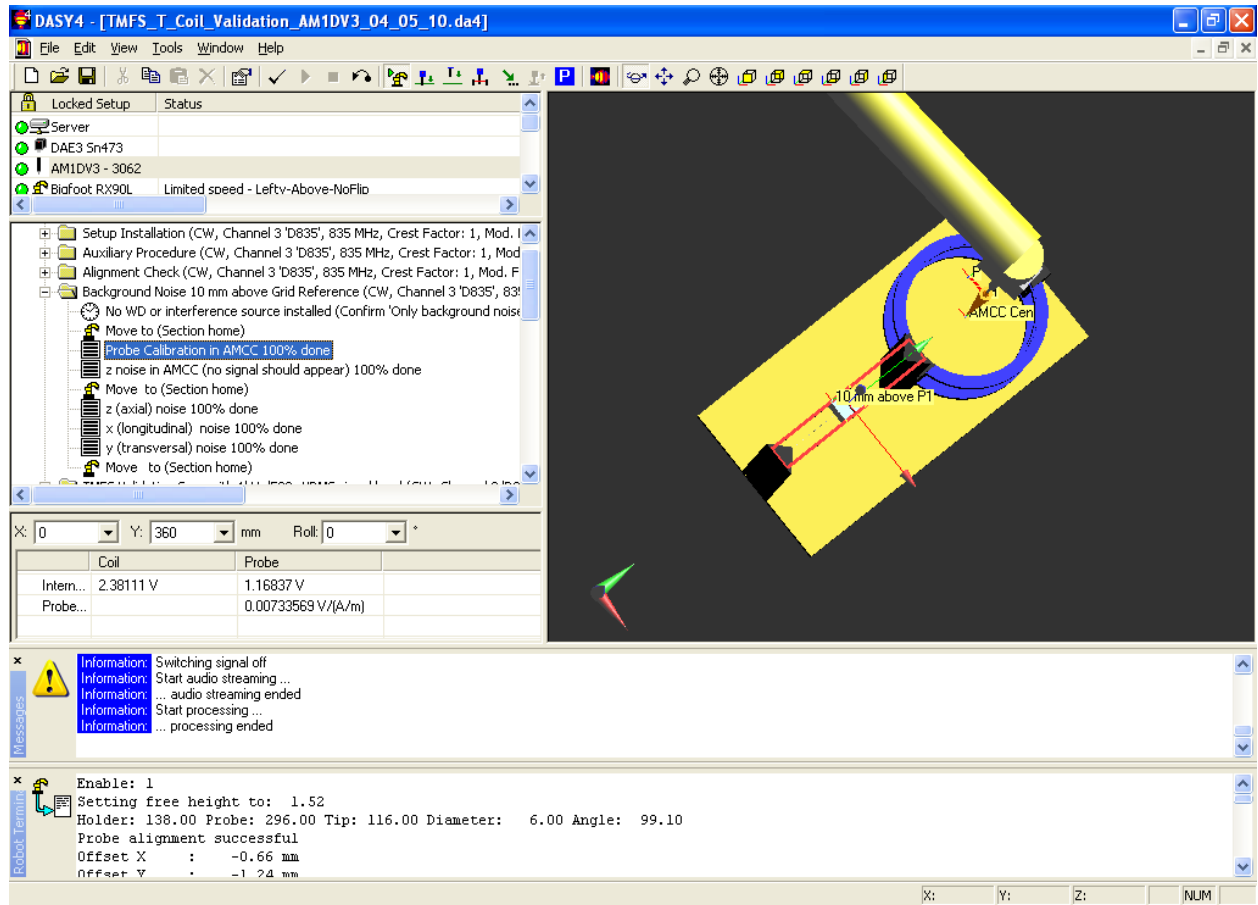 DASY4 - [TMFS_T_Coil_Validation_AM1DV3_04_05_10.da4]
File Edit View Tools Window Help
P
Locked Setup Status
Server
DAE3 Sn473
AM1DV3 - 3062
Bigfoot RX90L Limited speed - Lefty-Above-NoFlip
Setup Installation (CW, Channel 3 'D835', 835 MHz, Crest Factor: 1, Mod.
Auxiliary Procedure (CW, Channel 3 'D835', 835 MHz, Crest Factor: 1, Mod
Alignment Check (CW, Channel 3 'D835', 835 MHz, Crest Factor: 1, Mod. F
Background Noise 10 mm above Grid Reference (CW, Channel 3 'D835', 83
No WD or interference source installed (Confirm 'Only background noise
Move to (Section home)
Probe Calibration in AMCC 100% done
z noise in AMCC (no signal should appear) 100% done
Move to (Section home)
z (axial) noise 100% done
x (longitudinal) noise 100% done
y (transversal) noise 100% done
Move to (Section home)
AMCC Cen
10 mm above P1
X: 0 Y: 360 mm Roll: 0 °
Coil Probe
Intern... 2.38111 V 1.16837 V
Probe... 0.00733569 V/(A/m)
Messages
Information: Switching signal off
Information: Start audio streaming ...
Information: ... audio streaming ended
Information: Start processing ...
Information: ... processing ended
Robot Termin
Enable: 1
Setting free height to: 1.52
Holder: 138.00 Probe: 296.00 Tip: 116.00 Diameter: 6.00 Angle: 99.10
Probe alignment successful
Offset X : -0.66 mm
Offset Y : -1.24 mm
X: Y: Z: NUM